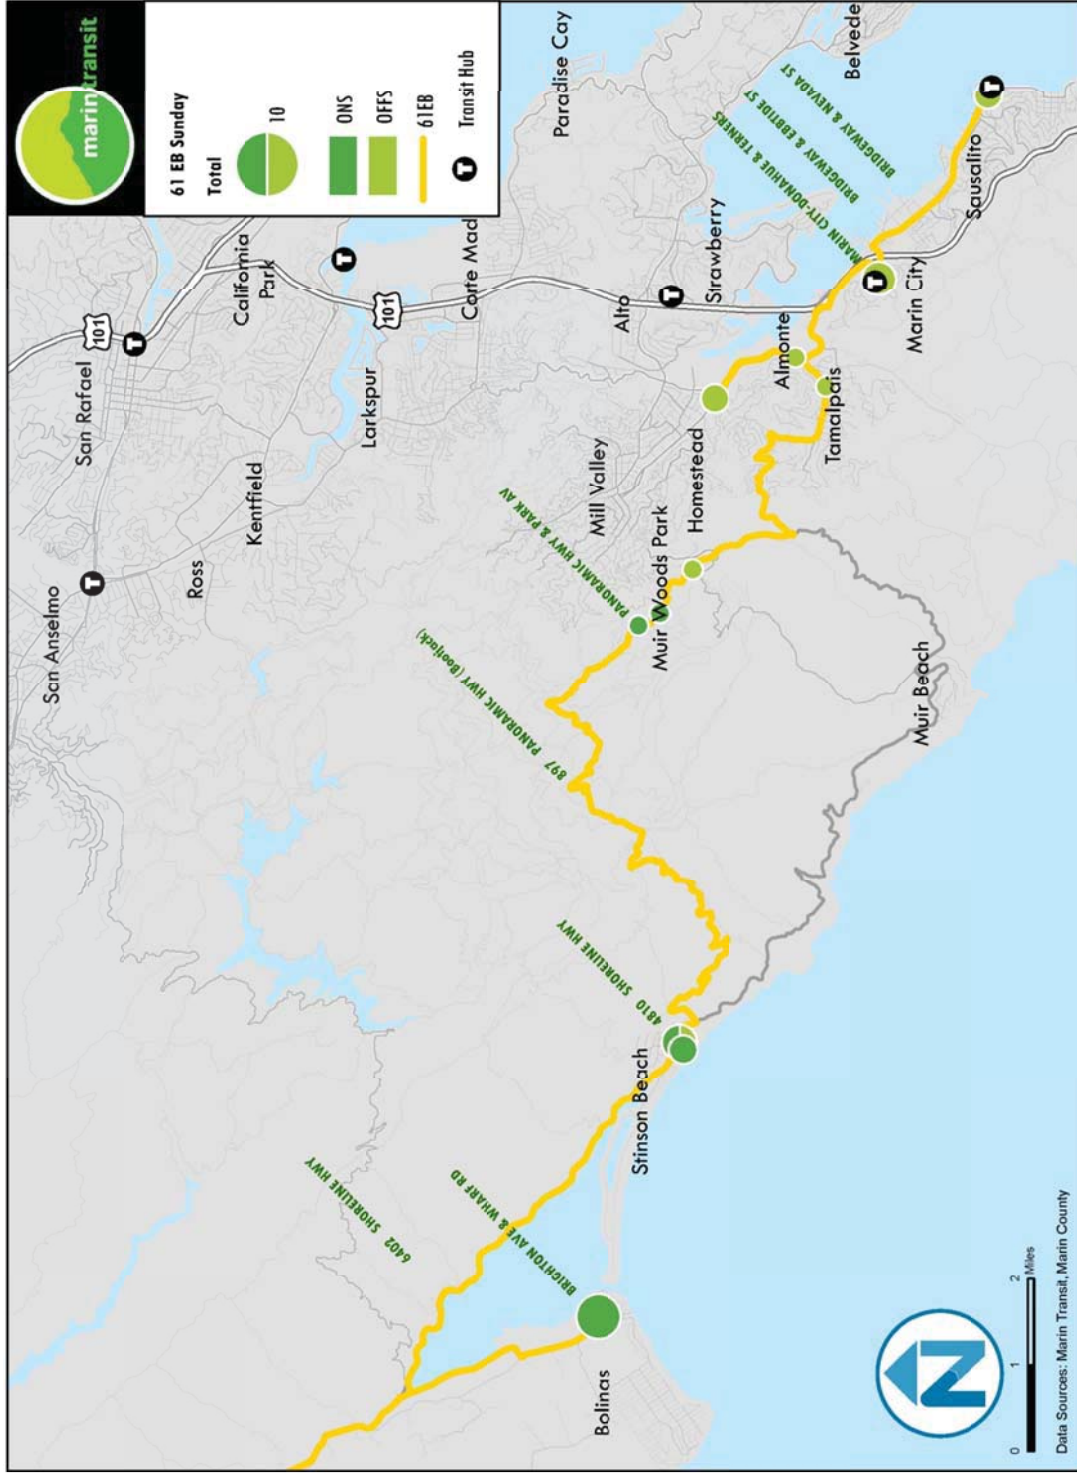 marintransit
61 EB Sunday
Total
10
ONS
OFFS
61EB
T Transit Hub
San Anselmo
San Rafael
101
Ross
Kentfield
California
Park
Larkspur
101
Corte Mad
Paradise Cay
Alto
Strawberry
Belvede
Mill Valley
Homestead
Almonte
Tamalpais
Marin City
Sausalito
Muir Woods Park
Muir Beach
Stinson Beach
Bolinas
6402 SHORELINE HWY
BRIGHTON AVE & WHARF RD
4810 SHORELINE HWY
897 PANORAMIC HWY (Bootjack)
PANORAMIC HWY & PARK AV
MARIN CITY-DONAHUE & TERNERS
BRIDGEWAY & EBBTIDE ST
BRIDGEWAY & NEVADA ST
T
T
T
T
T
T
N
0 1 2
Miles
Data Sources: Marin Transit, Marin County